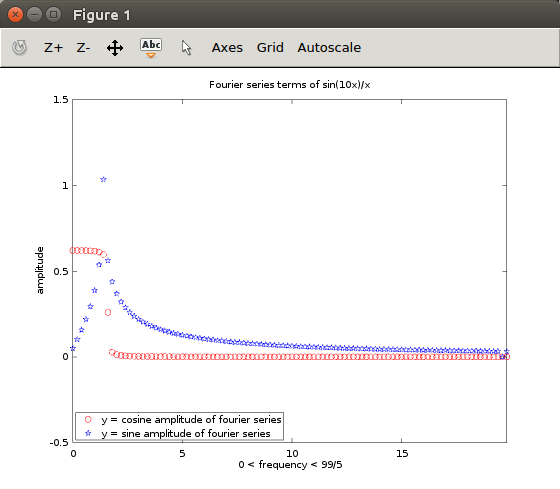 Figure 1
Z+ Z- Abc Axes Grid Autoscale
Fourier series terms of sin(10x)/x
1.5
1
0.5
0
-0.5
amplitude
y = cosine amplitude of fourier series
y = sine amplitude of fourier series
0 5 10 15
0 < frequency < 99/5